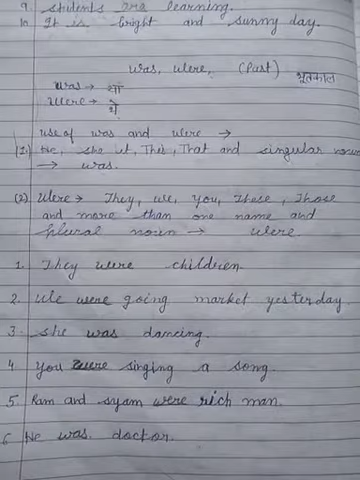 9. students are learning.
10. It is bright and sunny day.
was, were, (Past) भूतकाल
was → था
were → थे
use of was and were →
(1) He, she it, This, That and singular noun
→ was.
(2) Were → They, we, you, These, Those
and more than one name and
plural noun → were
1. They were children.
2. We were going market yesterday
3. she was dancing.
4 you were singing a song.
5. Ram and syam were rich man.
6 He was doctor.